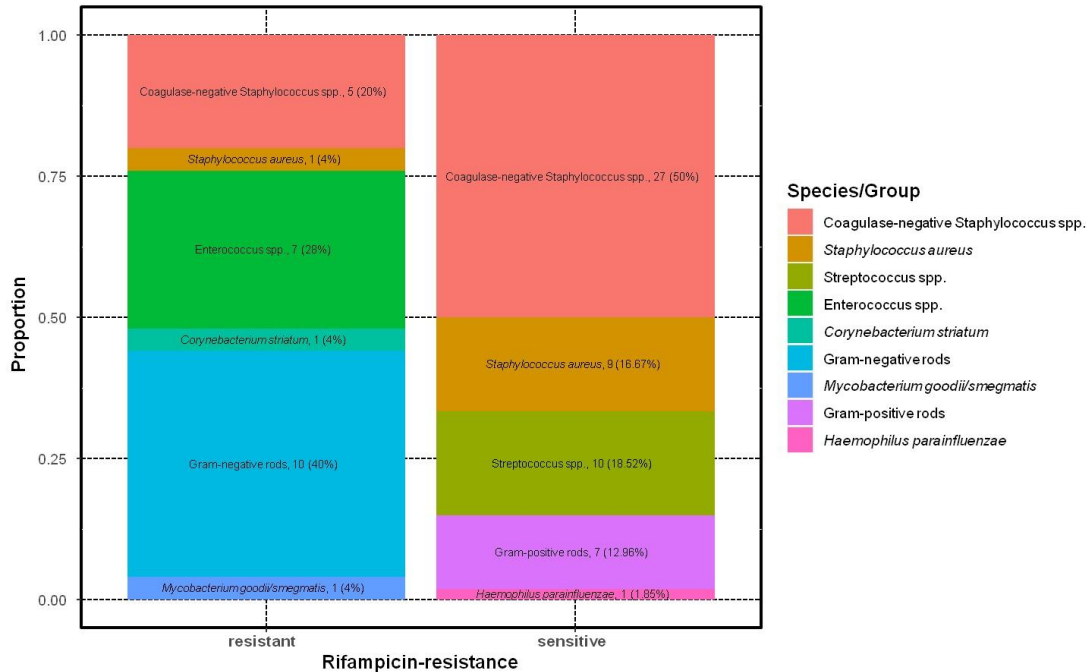 1.00
0.75
0.50
0.25
0.00
Proportion
Coagulase-negative Staphylococcus spp., 5 (20%)
Staphylococcus aureus, 1 (4%)
Enterococcus spp., 7 (28%)
Corynebacterium striatum, 1 (4%)
Gram-negative rods, 10 (40%)
Mycobacterium goodii/smegmatis, 1 (4%)
Coagulase-negative Staphylococcus spp., 27 (50%)
Staphylococcus aureus, 9 (16.67%)
Streptococcus spp., 10 (18.52%)
Gram-positive rods, 7 (12.96%)
Haemophilus parainfluenzae, 1 (1.85%)
resistant
sensitive
Rifampicin-resistance
Species/Group
Coagulase-negative Staphylococcus spp.
Staphylococcus aureus
Streptococcus spp.
Enterococcus spp.
Corynebacterium striatum
Gram-negative rods
Mycobacterium goodii/smegmatis
Gram-positive rods
Haemophilus parainfluenzae